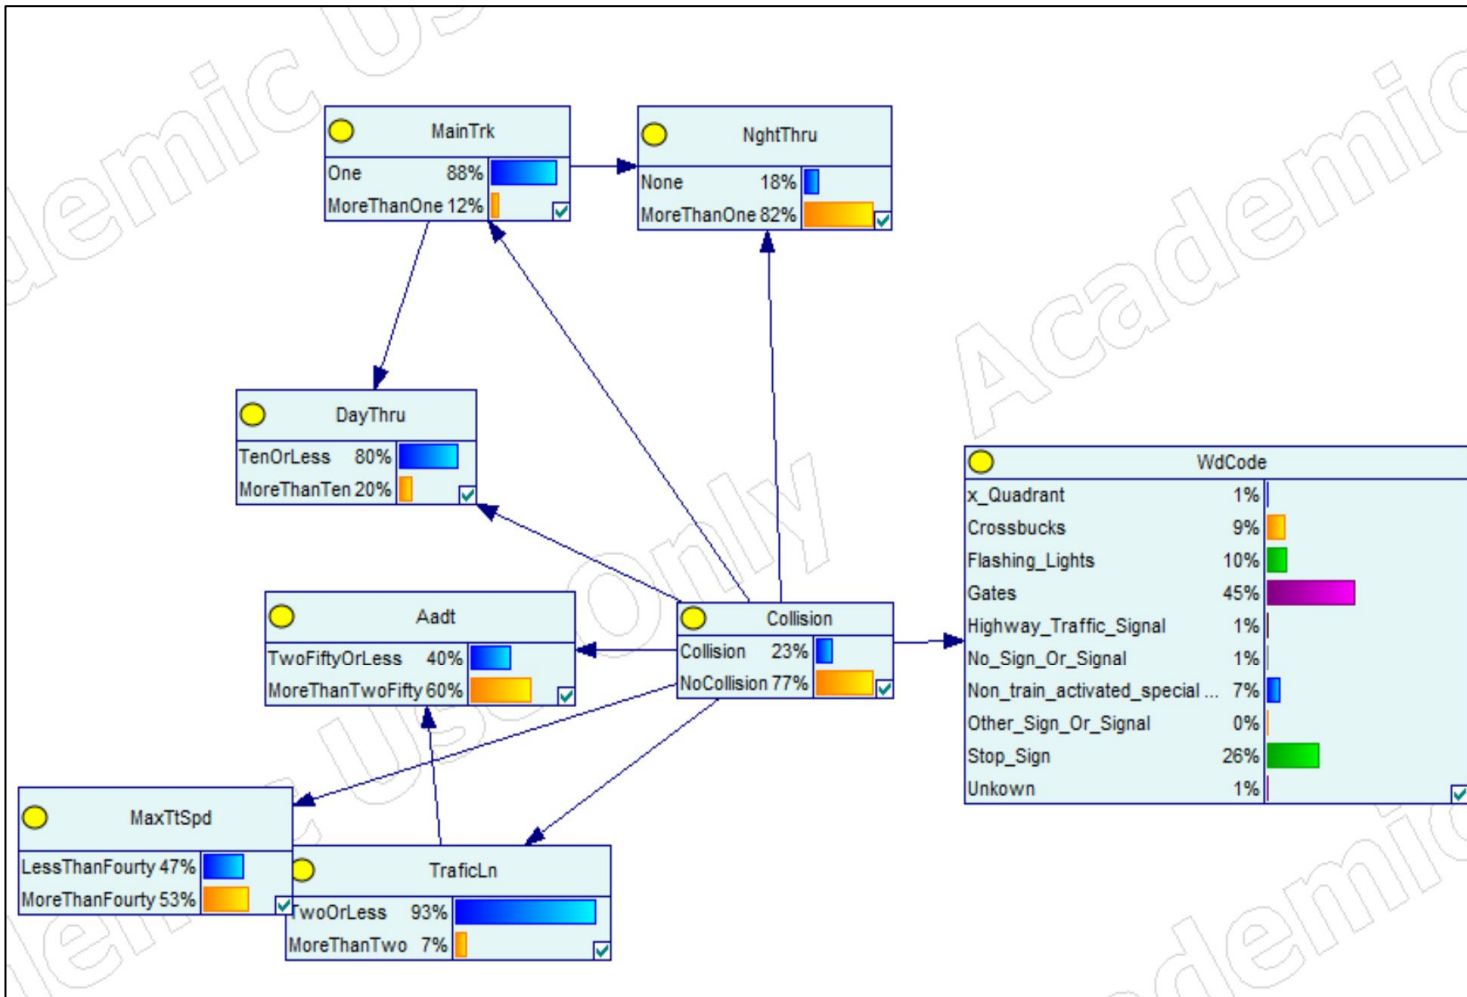 MainTrk
One 88%
MoreThanOne 12%
NghtThru
None 18%
MoreThanOne 82%
DayThru
TenOrLess 80%
MoreThanTen 20%
WdCode
x_Quadrant 1%
Crossbucks 9%
Flashing_Lights 10%
Gates 45%
Highway_Traffic_Signal 1%
No_Sign_Or_Signal 1%
Non_train_activated_special ... 7%
Other_Sign_Or_Signal 0%
Stop_Sign 26%
Unkown 1%
Aadt
TwoFiftyOrLess 40%
MoreThanTwoFifty 60%
Collision
Collision 23%
NoCollision 77%
MaxTtSpd
LessThanFourty 47%
MoreThanFourty 53%
TraficLn
TwoOrLess 93%
MoreThanTwo 7%
Academic Use Only
Academic